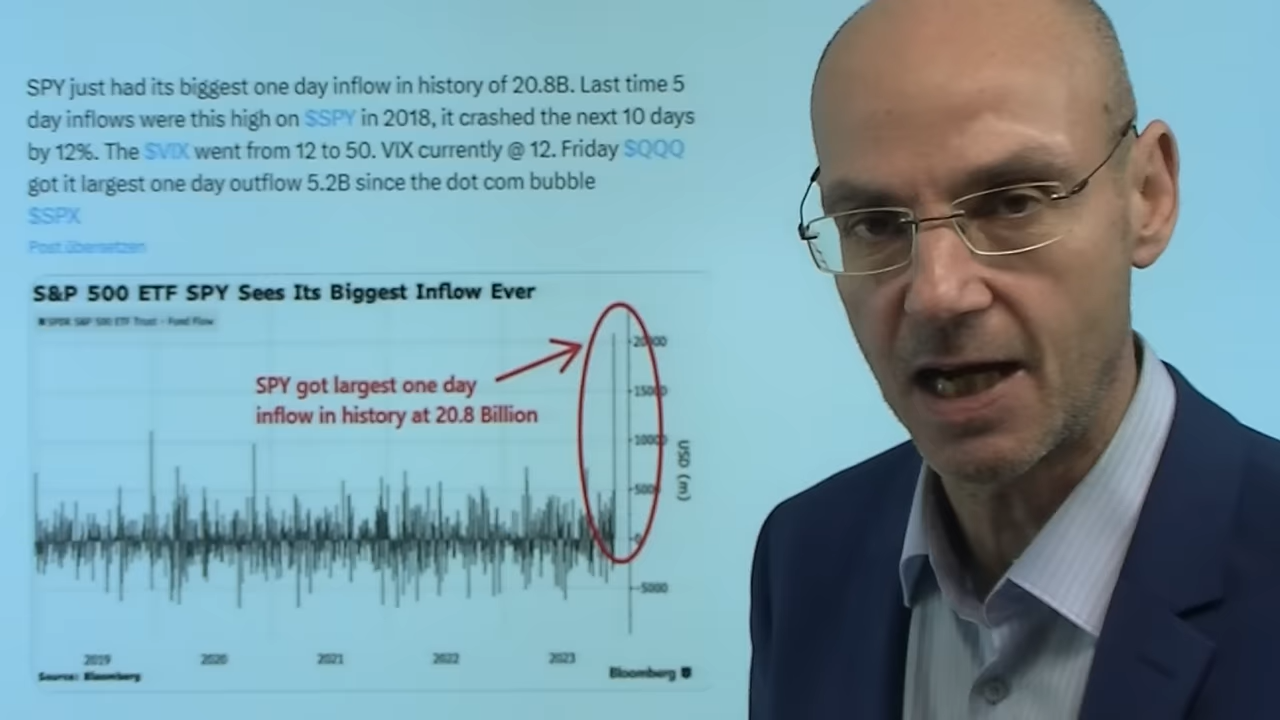 SPY just had its biggest one day inflow in history of 20.8B. Last time 5
day inflows were this high on $SPY in 2018, it crashed the next 10 days
by 12%. The $VIX went from 12 to 50. VIX currently @ 12. Friday $QQQ
got it largest one day outflow 5.2B since the dot com bubble
$SPX
Post übersetzen
S&P 500 ETF SPY Sees Its Biggest Inflow Ever
SPDR S&P 500 ETF Trust - Fund Flow
20000
SPY got largest one day
inflow in history at 20.8 Billion
15000
10000
USD (m)
5000
0
-5000
2019 2020 2021 2022 2023
Source: Bloomberg
Bloomberg